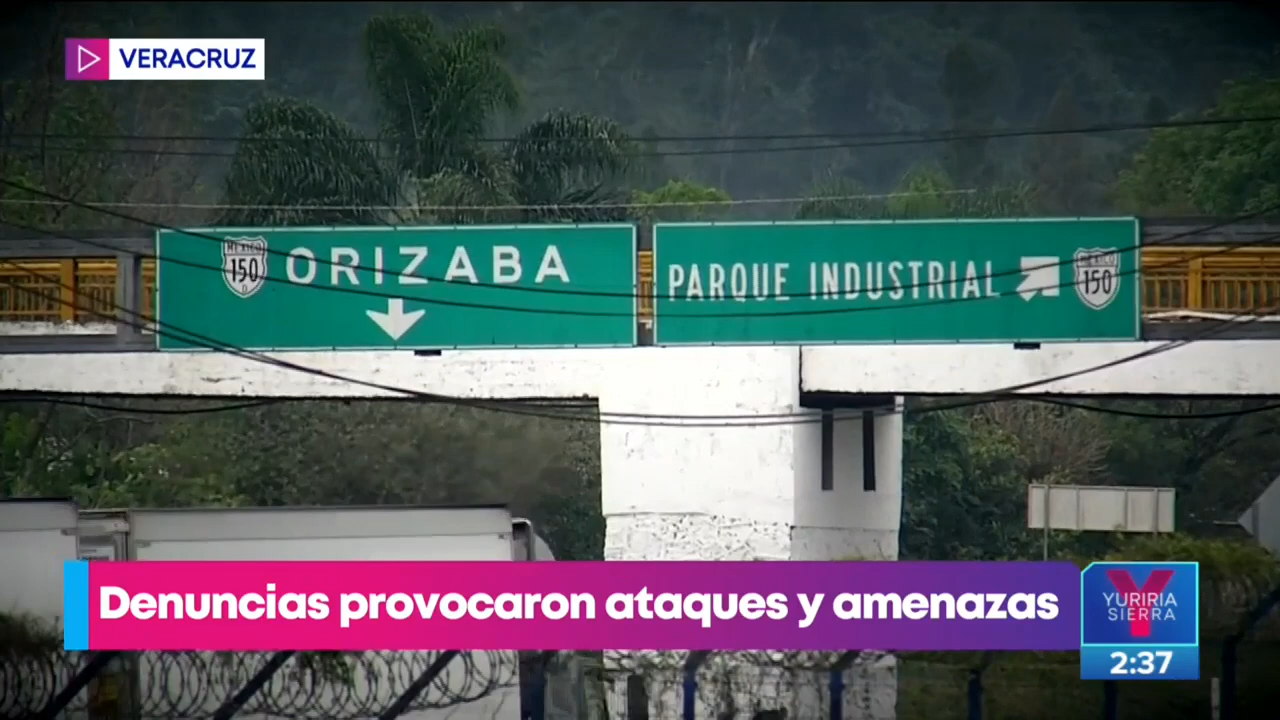 VERACRUZ
MEXICO
150
D
ORIZABA
PARQUE INDUSTRIAL
MEXICO
150
Denuncias provocaron ataques y amenazas
YURIRIA
SIERRA
2:37